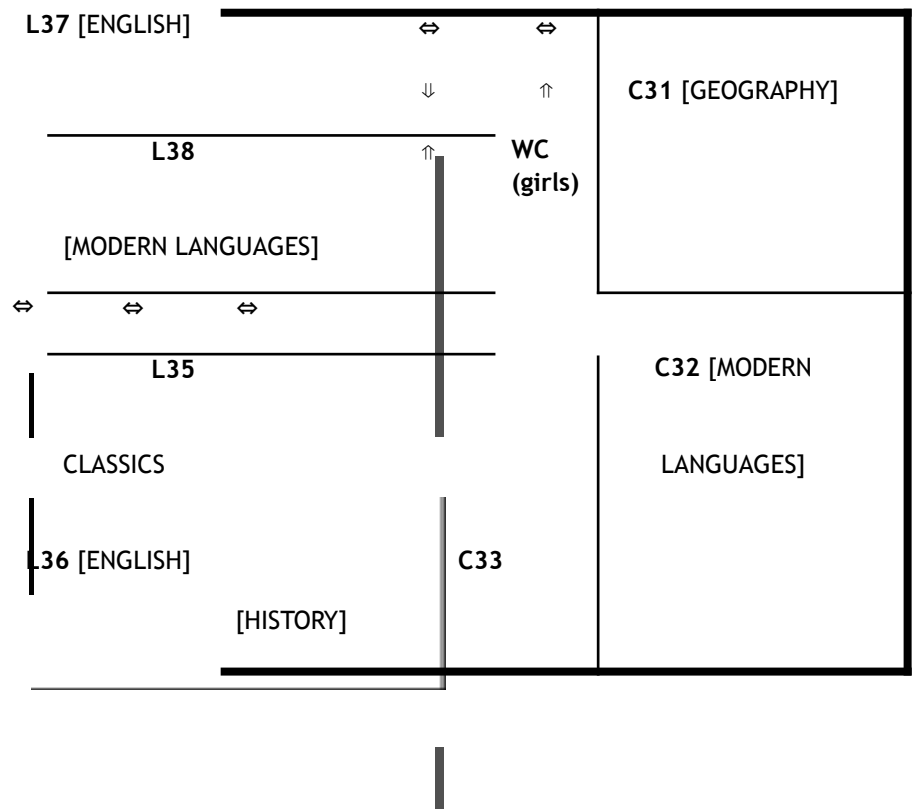 L37 [ENGLISH] ⇔ ⇔
⇓ ⇑ C31 [GEOGRAPHY]
L38 ⇑ WC
(girls)
[MODERN LANGUAGES]
⇔ ⇔ ⇔
L35 C32 [MODERN
CLASSICS LANGUAGES]
L36 [ENGLISH] C33
[HISTORY]